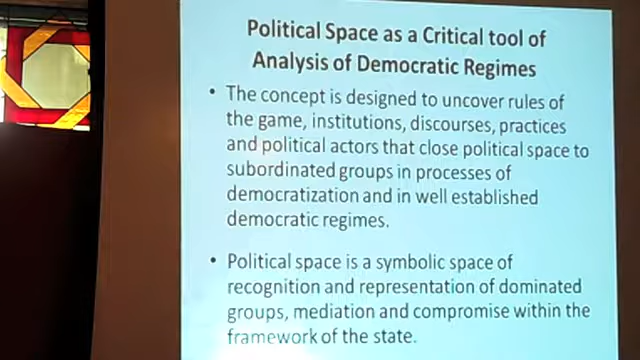 Political Space as a Critical tool of
Analysis of Democratic Regimes
• The concept is designed to uncover rules of
the game, institutions, discourses, practices
and political actors that close political space to
subordinated groups in processes of
democratization and in well established
democratic regimes.
• Political space is a symbolic space of
recognition and representation of dominated
groups, mediation and compromise within the
framework of the state.